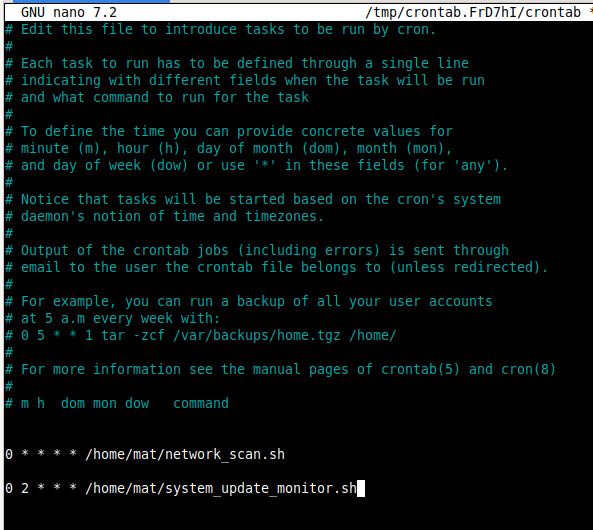 GNU nano 7.2 /tmp/crontab.FrD7hI/crontab *
# Edit this file to introduce tasks to be run by cron.
#
# Each task to run has to be defined through a single line
# indicating with different fields when the task will be run
# and what command to run for the task
#
# To define the time you can provide concrete values for
# minute (m), hour (h), day of month (dom), month (mon),
# and day of week (dow) or use '*' in these fields (for 'any').
#
# Notice that tasks will be started based on the cron's system
# daemon's notion of time and timezones.
#
# Output of the crontab jobs (including errors) is sent through
# email to the user the crontab file belongs to (unless redirected).
#
# For example, you can run a backup of all your user accounts
# at 5 a.m every week with:
# 0 5 * * 1 tar -zcf /var/backups/home.tgz /home/
#
# For more information see the manual pages of crontab(5) and cron(8)
#
# m h  dom mon dow   command
0 * * * * /home/mat/network_scan.sh
0 2 * * * /home/mat/system_update_monitor.sh